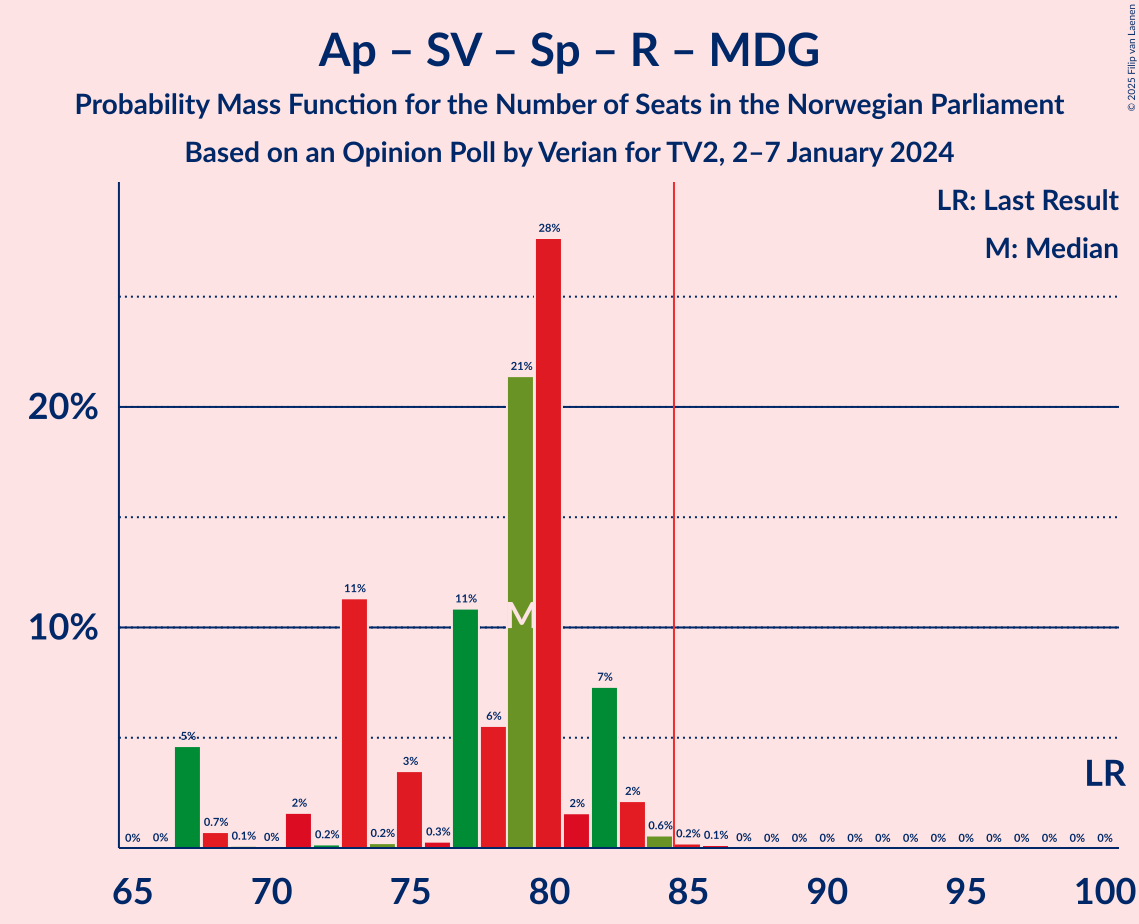 Ap – SV – Sp – R – MDG
Probability Mass Function for the Number of Seats in the Norwegian Parliament
Based on an Opinion Poll by Verian for TV2, 2–7 January 2024
© 2025 Filip van Laenen
LR: Last Result
M: Median
20%
10%
0% 0% 5% 0.7% 0.1% 0% 2% 0.2% 11% 0.2% 3% 0.3% 11% 6% 21% 28% 2% 7% 2% 0.6% 0.2% 0.1% 0% 0% 0% 0% 0% 0% 0% 0% 0% 0% 0% 0% 0% 0%
M
LR
65 70 75 80 85 90 95 100